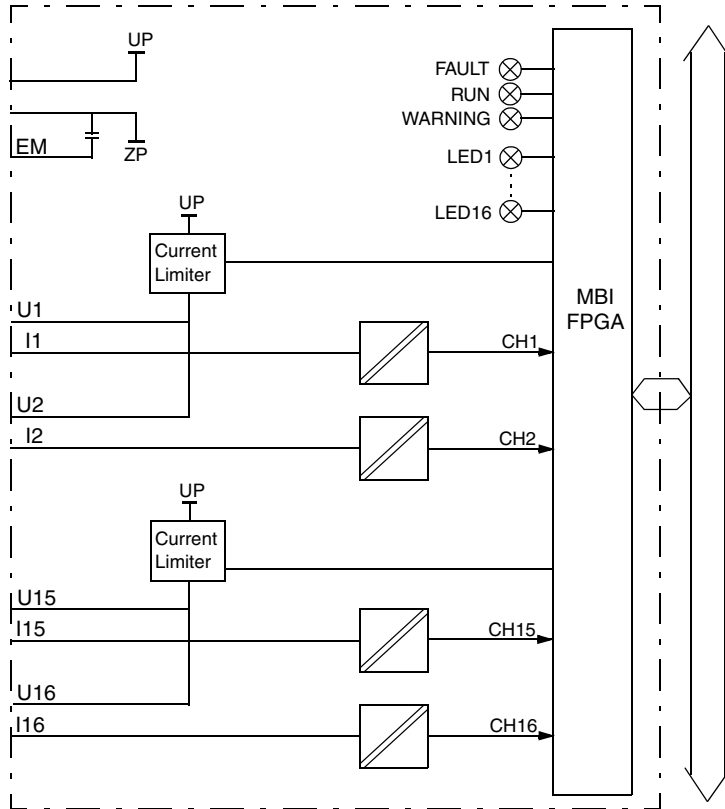 UP
FAULT
RUN
WARNING
EM
ZP
LED1
LED16
UP
Current
Limiter
MBI
FPGA
U1
I1
CH1
U2
I2
CH2
UP
Current
Limiter
U15
I15
CH15
U16
I16
CH16